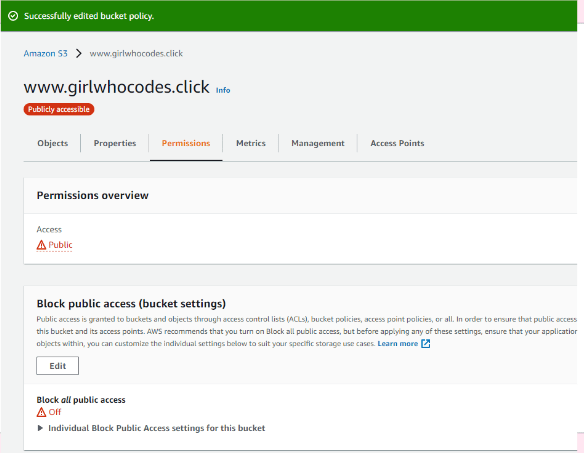 Successfully edited bucket policy.
Amazon S3 > www.girlwhocodes.click
www.girlwhocodes.click Info
Publicly accessible
Objects Properties Permissions Metrics Management Access Points
Permissions overview
Access
Public
Block public access (bucket settings)
Public access is granted to buckets and objects through access control lists (ACLs), bucket policies, access point policies, or all. In order to ensure that public access
this bucket and its access points. AWS recommends that you turn on Block all public access, but before applying any of these settings, ensure that your application
objects within, you can customize the individual settings below to suit your specific storage use cases. Learn more
Edit
Block all public access
Off
Individual Block Public Access settings for this bucket